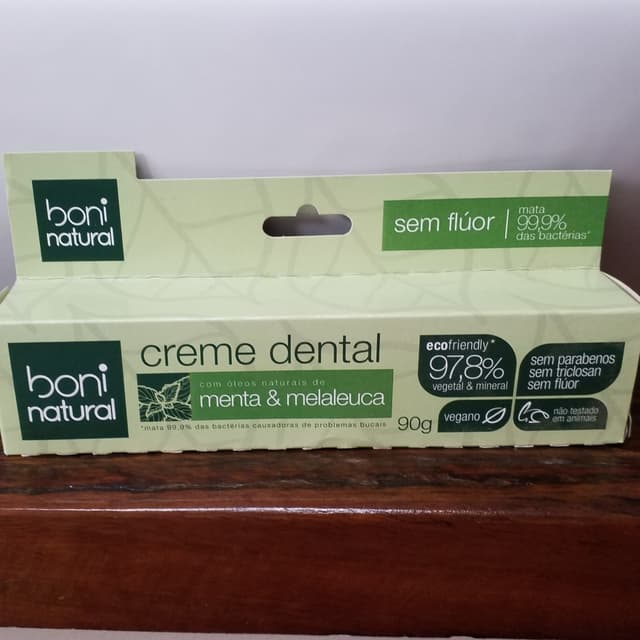 boni
natural
sem flúor
mata
99,9%
das bactérias*
boni
natural
creme dental
com óleos naturais de
menta & melaleuca
*mata 99,9% das bactérias causadoras de problemas bucais
90g
ecofriendly*
97,8%
vegetal & mineral
sem parabenos
sem triclosan
sem flúor
vegano
não testado
em animais